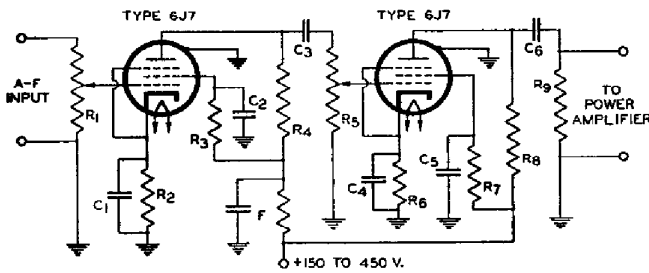 TYPE 6J7
TYPE 6J7
A-F
INPUT
R1
C1
R2
R3
C2
C3
R4
F
R5
C4
R6
C5
R7
C6
R8
R9
TO
POWER
AMPLIFIER
+150 TO 450 V.